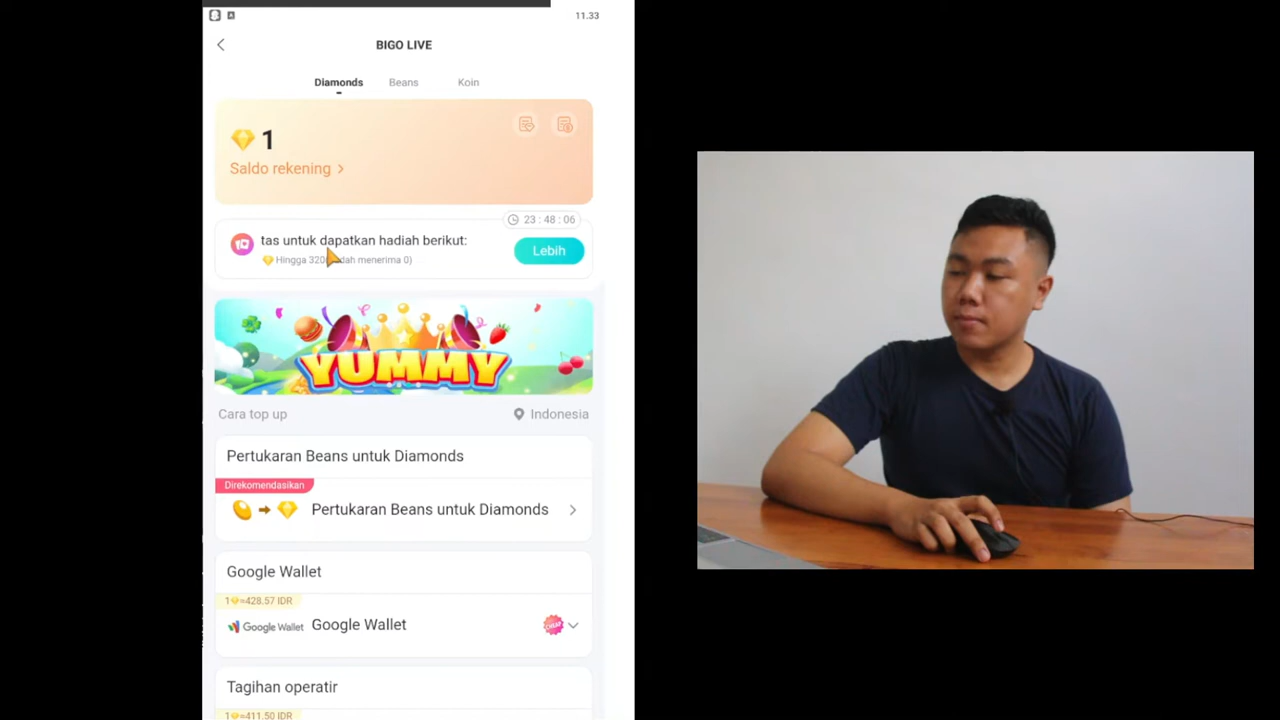 11.33
BIGO LIVE
Diamonds Beans Koin
1
Saldo rekening >
23 : 48 : 06
tas untuk dapatkan hadiah berikut:
Lebih
Hingga 320 dah menerima 0)
YUMMY
Cara top up Indonesia
Pertukaran Beans untuk Diamonds
Direkomendasikan
Pertukaran Beans untuk Diamonds
Google Wallet
1 ≈428.57 IDR
Google Wallet Google Wallet
Tagihan operatir
1 ≈411.50 IDR